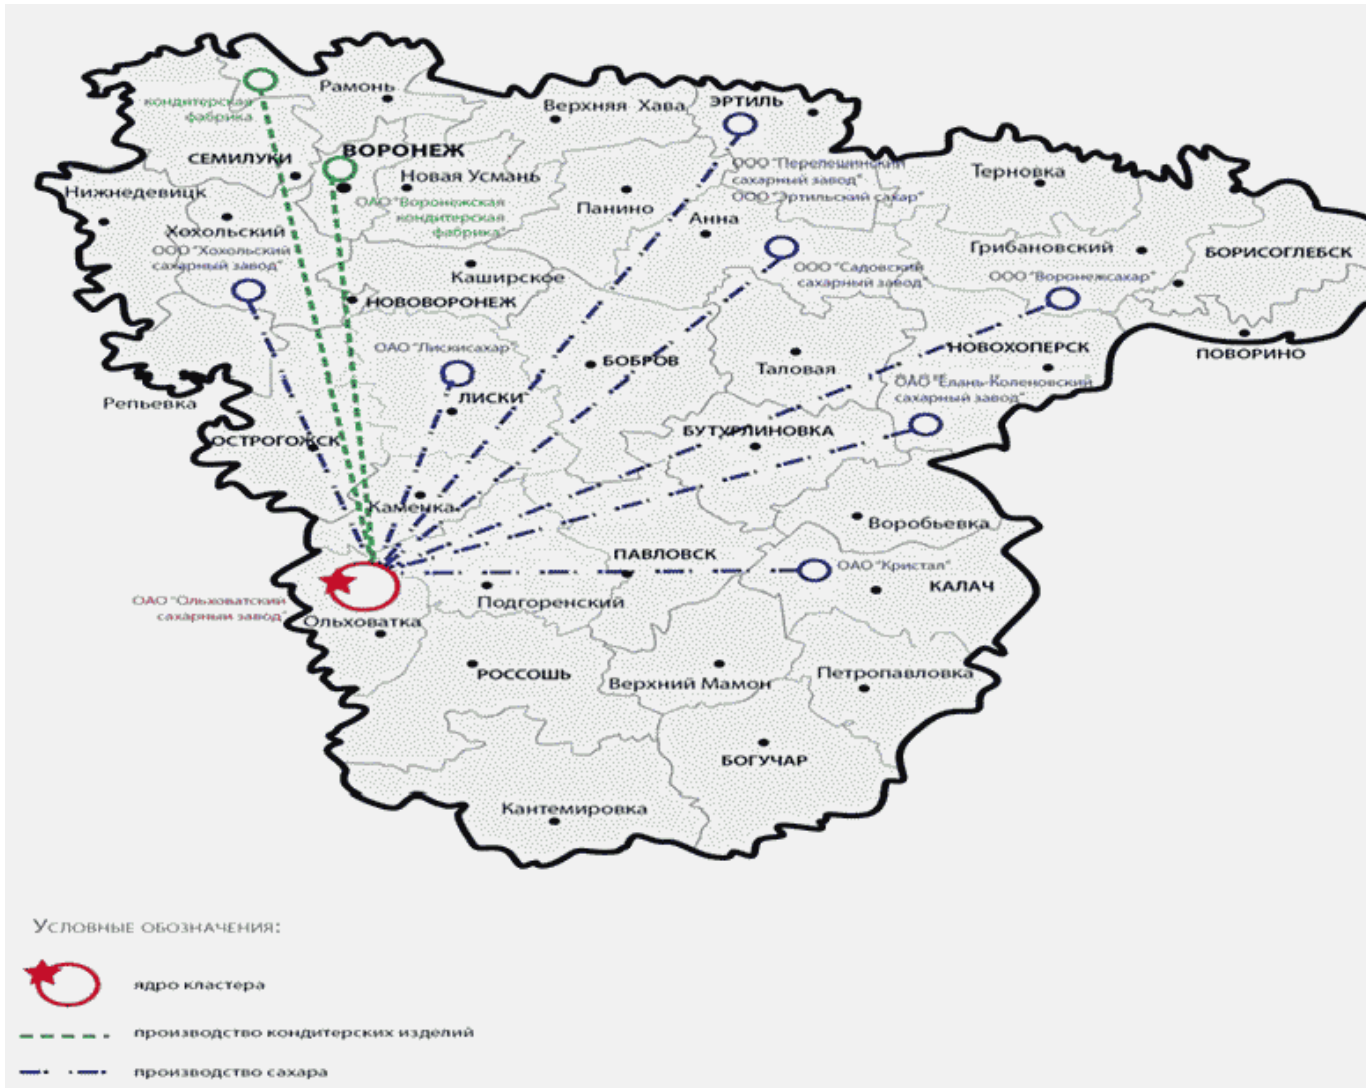 Рамонь
кондитерская
фабрика
Верхняя Хава
ЭРТИЛЬ
СЕМИЛУКИ
ВОРОНЕЖ
ООО "Перелешинский
сахарный завод"
ООО "Эртильский сахар"
Терновка
Нижнедевицк
Новая Усмань
ОАО "Воронежская
кондитерская
фабрика"
Панино
Анна
Хохольский
ООО "Хохольский
сахарный завод"
Грибановский
БОРИСОГЛЕБСК
Каширское
ООО "Садовский
сахарный завод"
ООО "Воронежсахар"
НОВОВОРОНЕЖ
ОАО "Лискисахар"
БОБРОВ
Таловая
НОВОХОПЕРСК
ПОВОРИНО
ОАО "Елань-Коленовский
сахарный завод"
Репьевка
ЛИСКИ
ОСТРОГОЖСК
БУТУРЛИНОВКА
Каменка
Воробьевка
ПАВЛОВСК
ОАО "Кристал"
КАЛАЧ
ОАО "Ольховатский
сахарный завод"
Подгоренский
Ольховатка
РОССОШЬ
Верхний Мамон
Петропавловка
БОГУЧАР
Кантемировка
Условные обозначения:
ядро кластера
производство кондитерских изделий
производство сахара